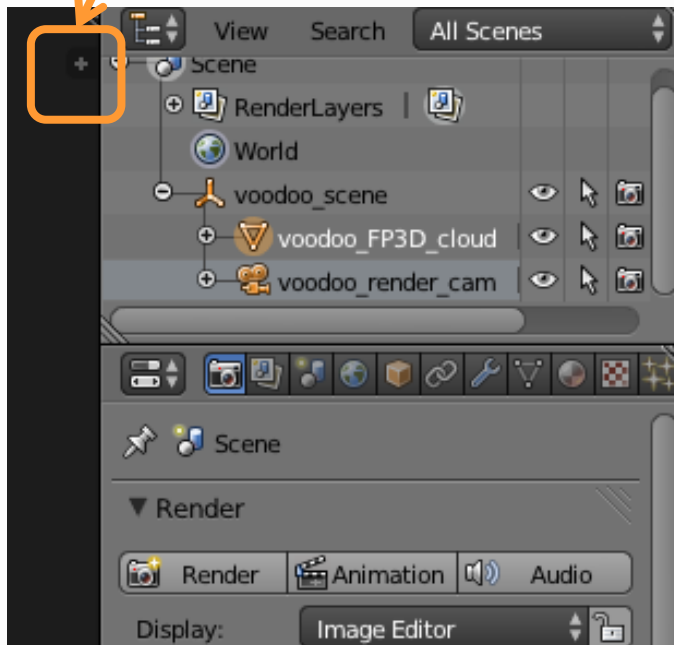 View Search All Scenes
Scene
RenderLayers
World
voodoo_scene
voodoo_FP3D_cloud
voodoo_render_cam
Scene
Render
Render Animation Audio
Display: Image Editor